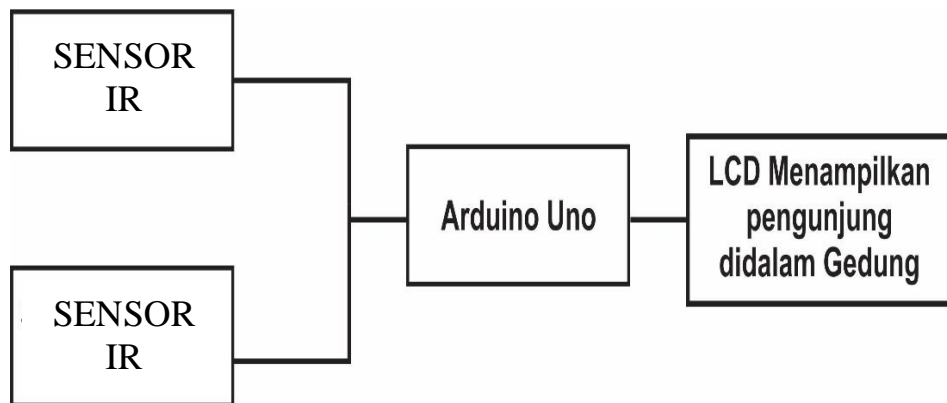 SENSOR
IR
Arduino Uno
LCD Menampilkan
pengunjung
didalam Gedung
SENSOR
IR